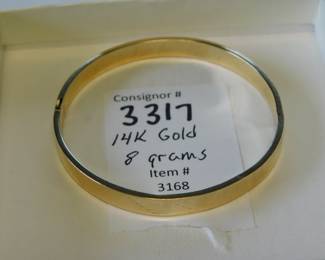 Consignor #
3317
14K Gold
8 grams
Item #
3168